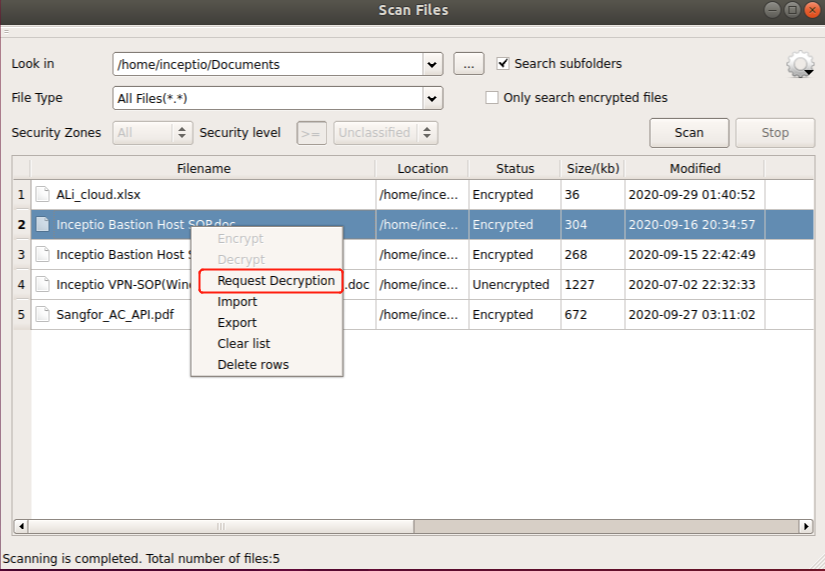 Scan Files
Look in /home/inceptio/Documents ... Search subfolders
File Type All Files(*.*) Only search encrypted files
Security Zones All Security level >= Unclassified Scan Stop
Filename Location Status Size/(kb) Modified
1 ALi_cloud.xlsx /home/ince... Encrypted 36 2020-09-29 01:40:52
2 Inceptio Bastion Host SOP.doc /home/ince... Encrypted 304 2020-09-16 20:34:57
Encrypt
3 Inceptio Bastion Host /home/ince... Encrypted 268 2020-09-15 22:42:49
Decrypt
4 Inceptio VPN-SOP(Win .doc /home/ince... Unencrypted 1227 2020-07-02 22:32:33
Request Decryption
Import
5 Sangfor_AC_API.pdf /home/ince... Encrypted 672 2020-09-27 03:11:02
Export
Clear list
Delete rows
Scanning is completed. Total number of files:5